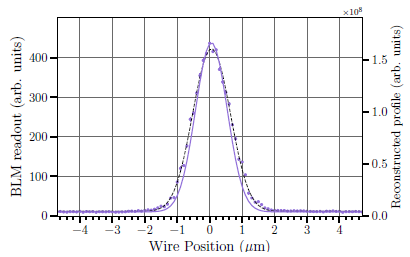 ×10⁸
400
300
200
100
0
BLM readout (arb. units)
1.5
1.0
0.5
0.0
Reconstructed profile (arb. units)
−4 −3 −2 −1 0 1 2 3 4
Wire Position (μm)